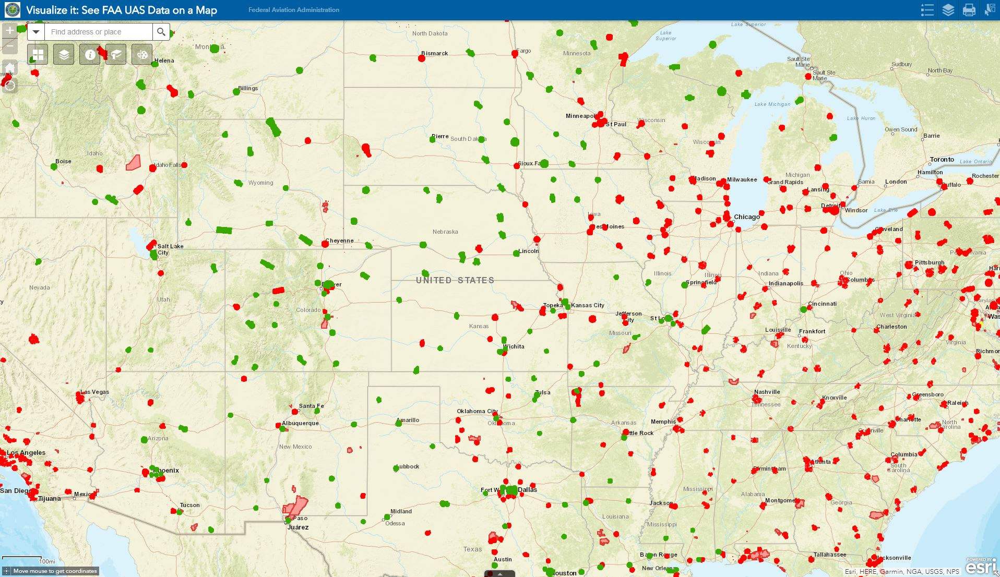 Visualize it: See FAA UAS Data on a Map
Federal Aviation Administration
Find address or place
Lake Superior
Lake
Superior
North Dakota
Montana
Minnesota
Bismarck
Fargo
Helena
Sault Ste
Marie
Sault Ste
Marie
Sudbury
North Bay
Billings
Lake Michigan
Minneapol
St Paul
Wisconsin
Lake Huron
Owen Sound
Barrie
Pierre
South Dakota
Wisconsin
Idaho
Boise
Idaho Falls
Sioux Fa
Toronto
Lake Ontario
Hamilton
Rochester
Wyoming
Madison
Milwaukee
Michigan
Grand Rapids
Lansing
Sarnia
London
Buffalo
Detroit
Windsor
Lake Erie
Iowa
Des Moines
Chicago
Nebraska
Cleveland
Cheyenne
Salt Lake
City
Lincoln
Pennsylvania
Pittsburgh
UNITED STATES
Illinois
Illinois
Springfield
Indiana
Indianapolis
Ohio
Columbus
Harr
Nevada
Utah
Denver
Colorado
Topeka
Kansas City
Jefferson
City
St Louis
Cincinnati
Maryland
West Virginia
Was
Kansas
Missouri
Louisville
Frankfort
Kentucky
Charleston
Virginia
Richmon
Wichita
Las Vegas
Santa Fe
Albuquerque
Tulsa
Nashville
Tennessee
Knoxville
Greensboro
Raleigh
Oklahoma City
Oklahoma
Amarillo
Arkansas
Memphis
Little Rock
Charlotte
North
Carolina
Greenville
Arizona
New Mexico
Los Angeles
Phoenix
Lubbock
Columbia
South
Carolina
Atlanta
Birmingham
San Diego
Tijuana
Mexicali
Fort W
Dallas
Mississippi
Alabama
Georgia
Tucson
Midland
Odessa
Jackson
Montgome
El Paso
Juárez
Louisiana
Mississippi
Texas
Austin
Baton Rouge
New Orleans
Houston
Tallahassee
Jacksonville
100mi
Move mouse to get coordinates
POWERED BY
esri
Esri, HERE, Garmin, NGA, USGS, NPS